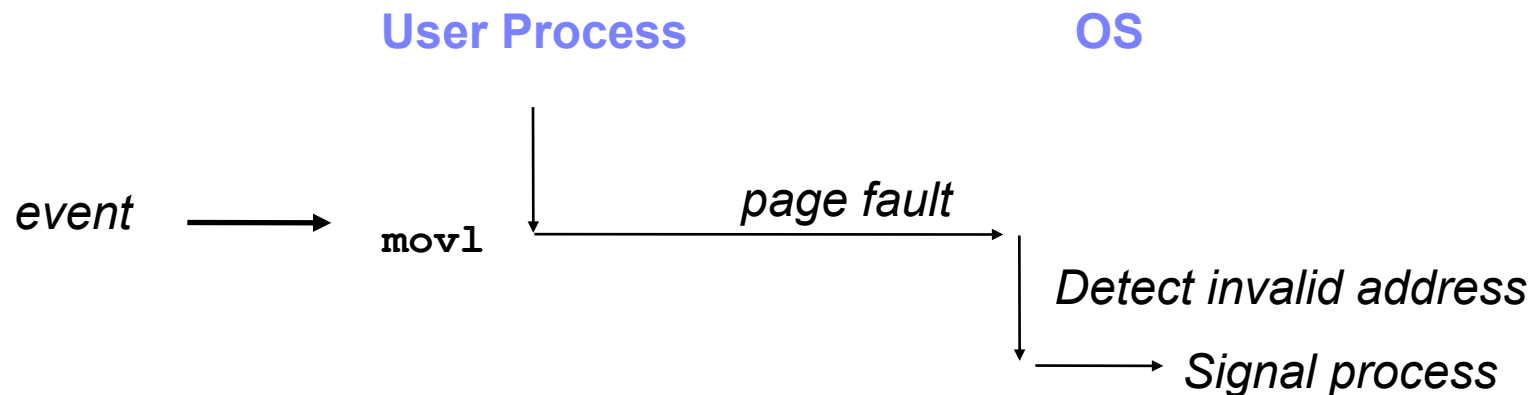 User Process OS
event movl page fault
Detect invalid address
Signal process